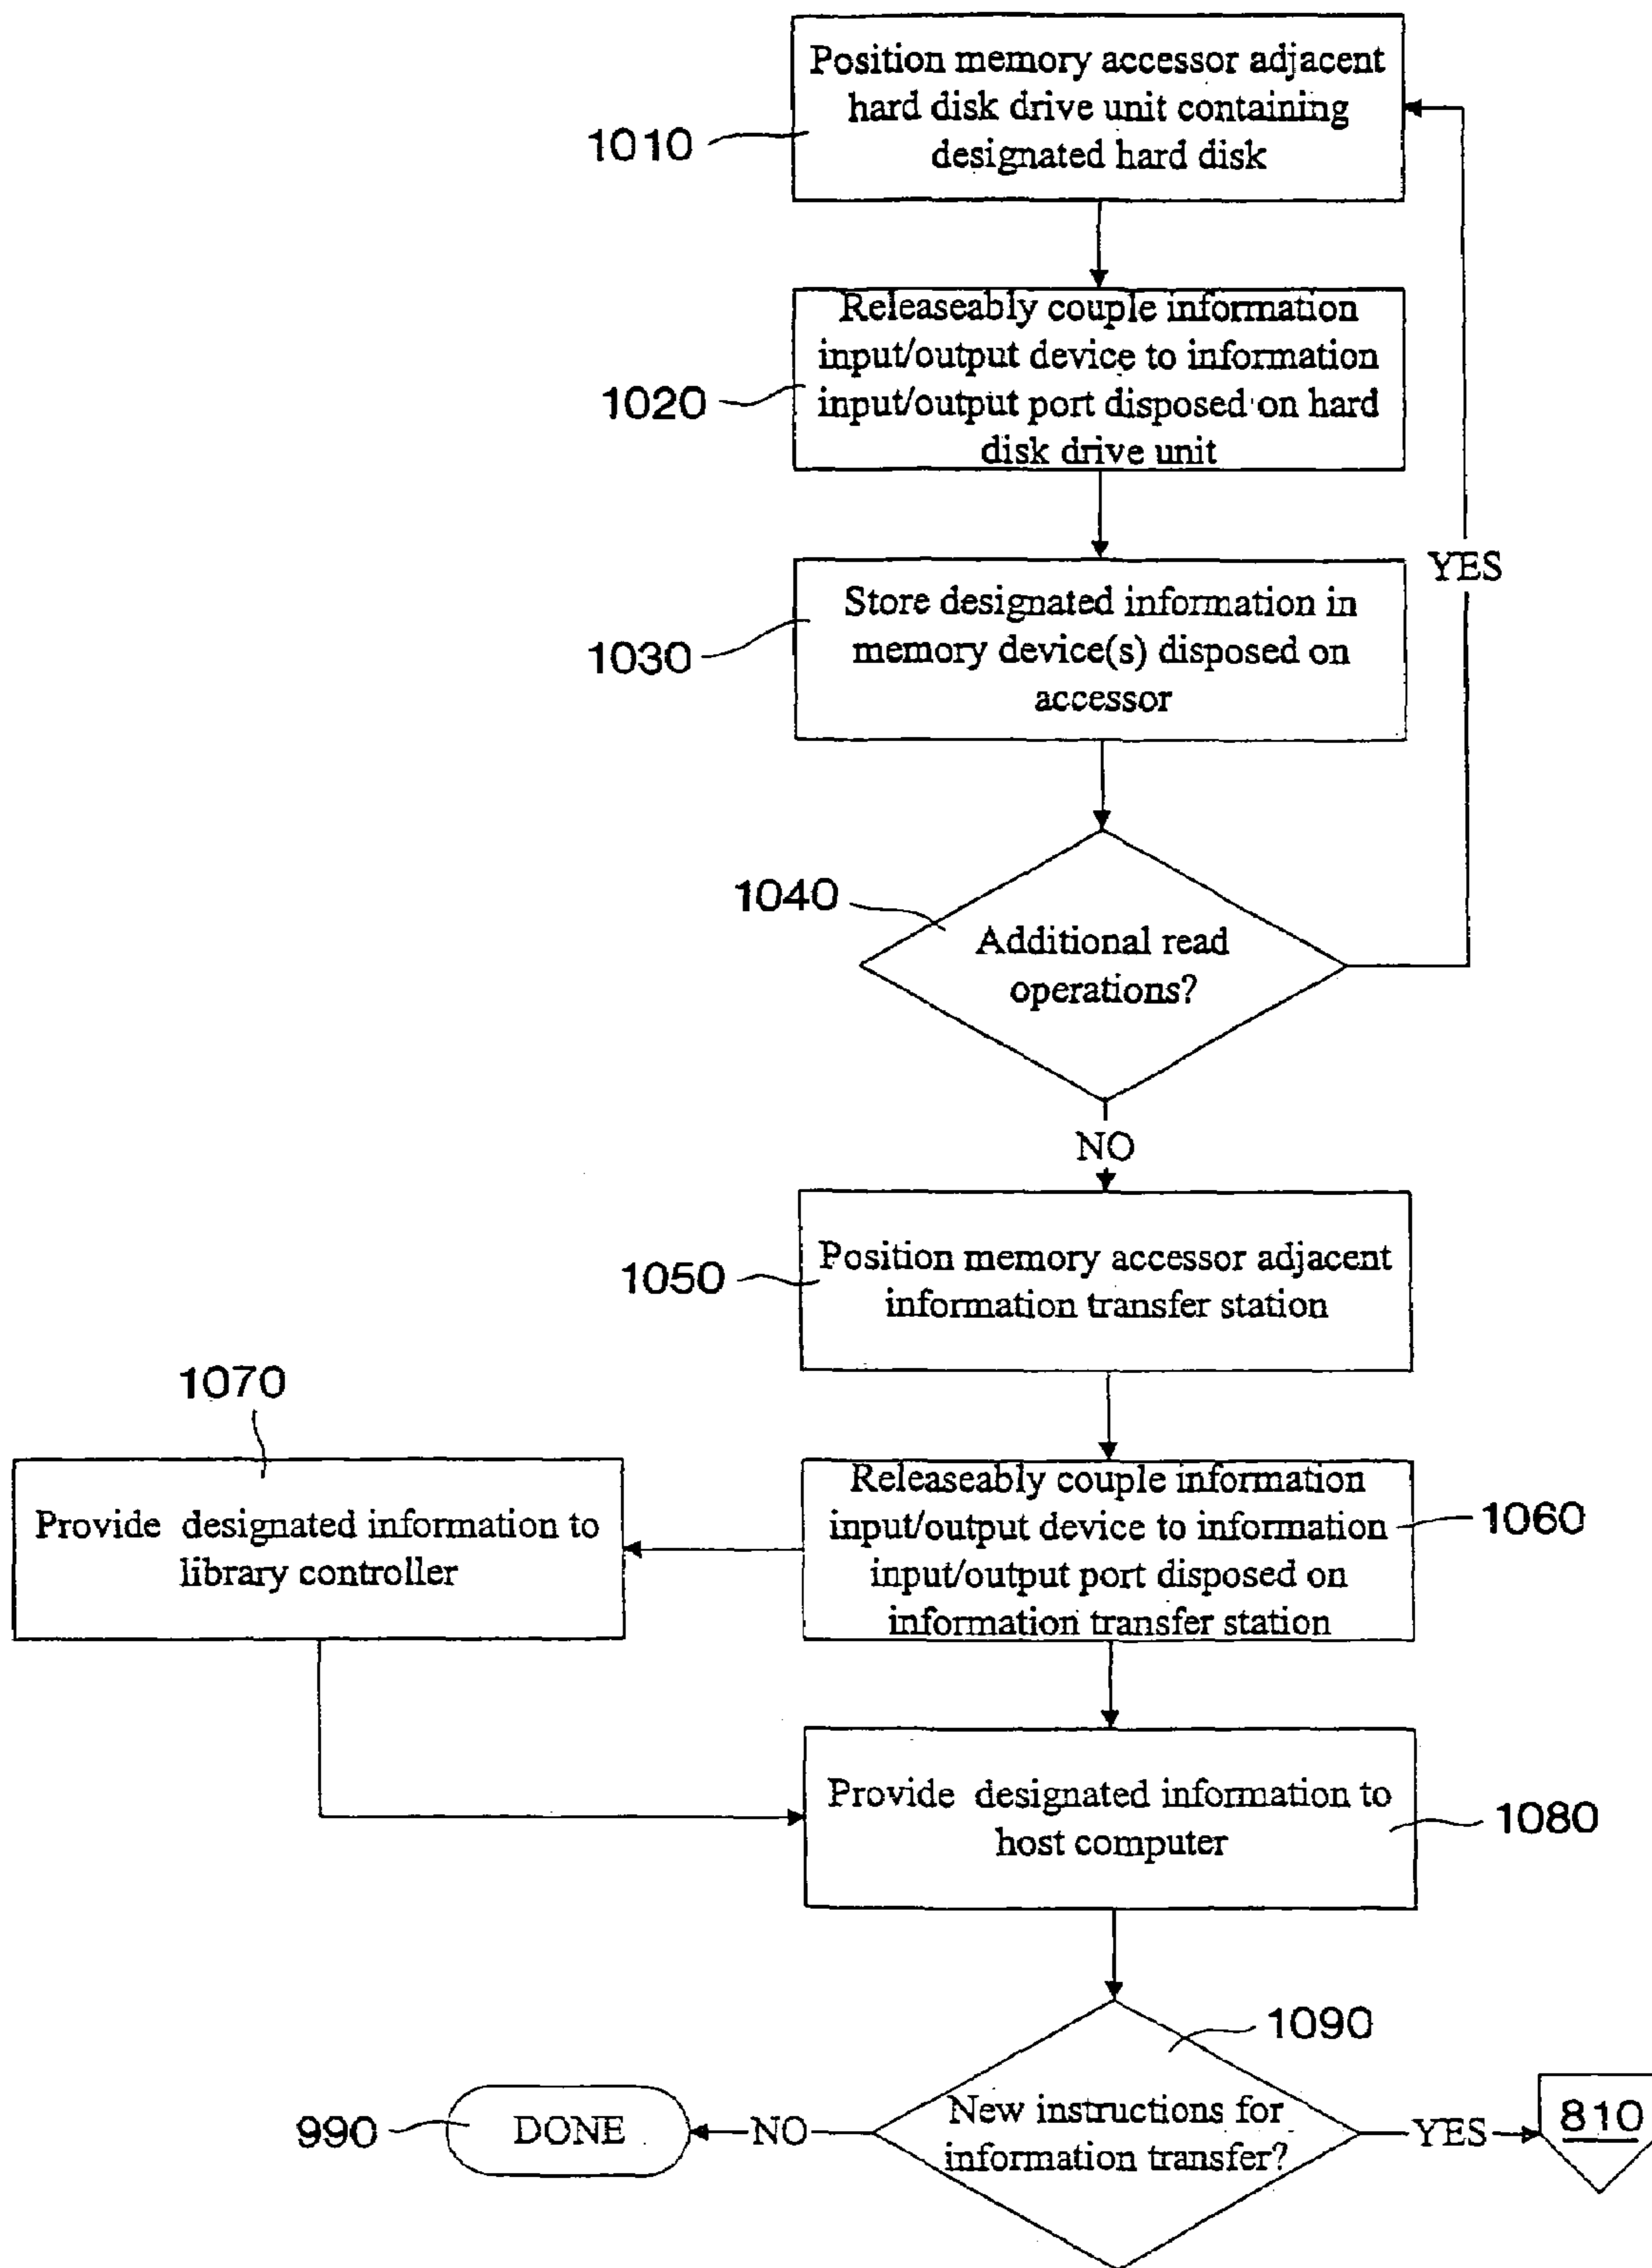 Position memory accessor adjacent
hard disk drive unit containing
designated hard disk
1010
Releaseably couple information
input/output device to information
input/output port disposed on hard
disk drive unit
1020
YES
Store designated information in
memory device(s) disposed on
accessor
1030
1040
Additional read
operations?
NO
Position memory accessor adjacent
information transfer station
1050
1070
Provide designated information to
library controller
Releaseably couple information
input/output device to information
input/output port disposed on
information transfer station
1060
Provide designated information to
host computer
1080
1090
New instructions for
information transfer?
990
DONE
NO
YES
810